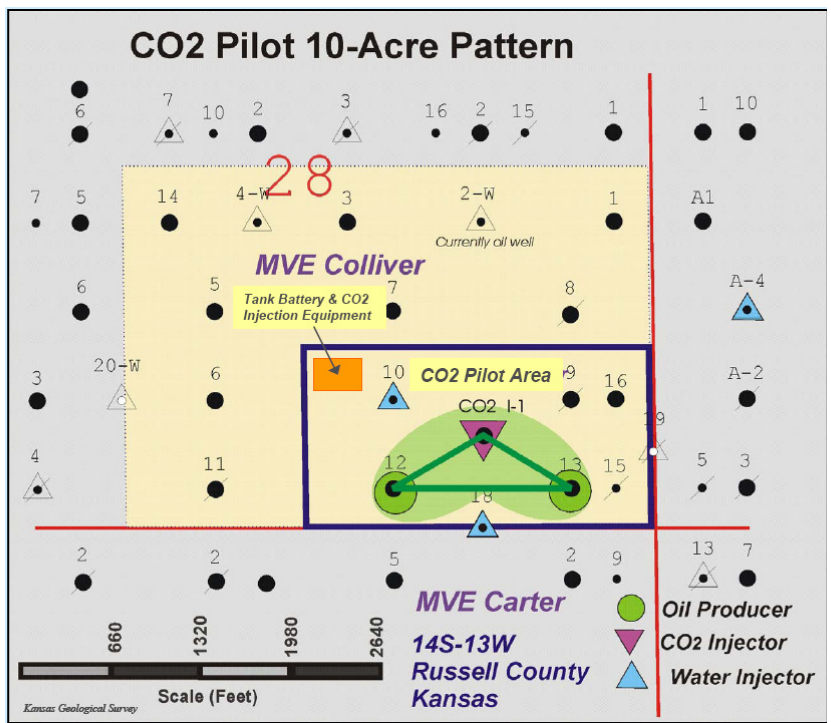 CO2 Pilot 10-Acre Pattern
6
7
10
2
3
16
2
15
1
1
10
28
7
5
14
4-W
3
2-W
1
A1
Currently oil well
MVE Colliver
6
5
Tank Battery & CO2
Injection Equipment
7
8
A-4
3
20-W
6
10
CO2 Pilot Area
9
16
A-2
CO2 I-1
19
4
11
12
13
15
5
3
18
2
2
5
2
9
13
7
MVE Carter
Oil Producer
14S-13W
CO2 Injector
Russell County
Water Injector
Kansas
660
1320
1980
2640
Scale (Feet)
Kansas Geological Survey